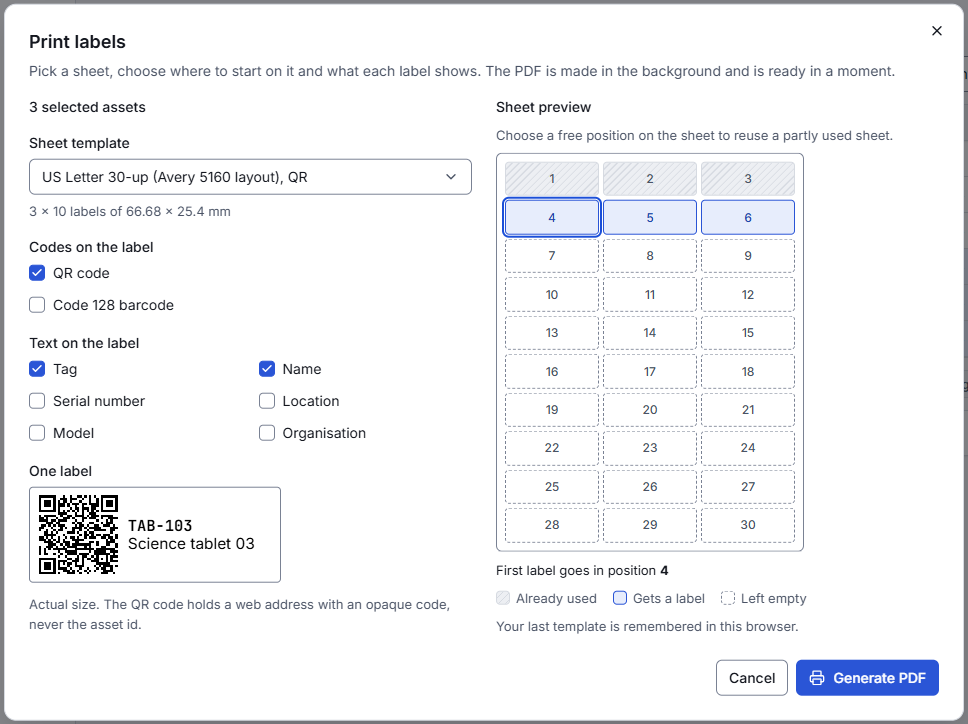 Print labels
Pick a sheet, choose where to start on it and what each label shows. The PDF is made in the background and is ready in a moment.
3 selected assets
Sheet template
US Letter 30-up (Avery 5160 layout), QR
3 × 10 labels of 66.68 × 25.4 mm
Codes on the label
QR code
Code 128 barcode
Text on the label
Tag
Name
Serial number
Location
Model
Organisation
One label
TAB-103
Science tablet 03
Actual size. The QR code holds a web address with an opaque code,
never the asset id.
Sheet preview
Choose a free position on the sheet to reuse a partly used sheet.
1 2 3
4 5 6
7 8 9
10 11 12
13 14 15
16 17 18
19 20 21
22 23 24
25 26 27
28 29 30
First label goes in position 4
Already used
Gets a label
Left empty
Your last template is remembered in this browser.
Cancel
Generate PDF